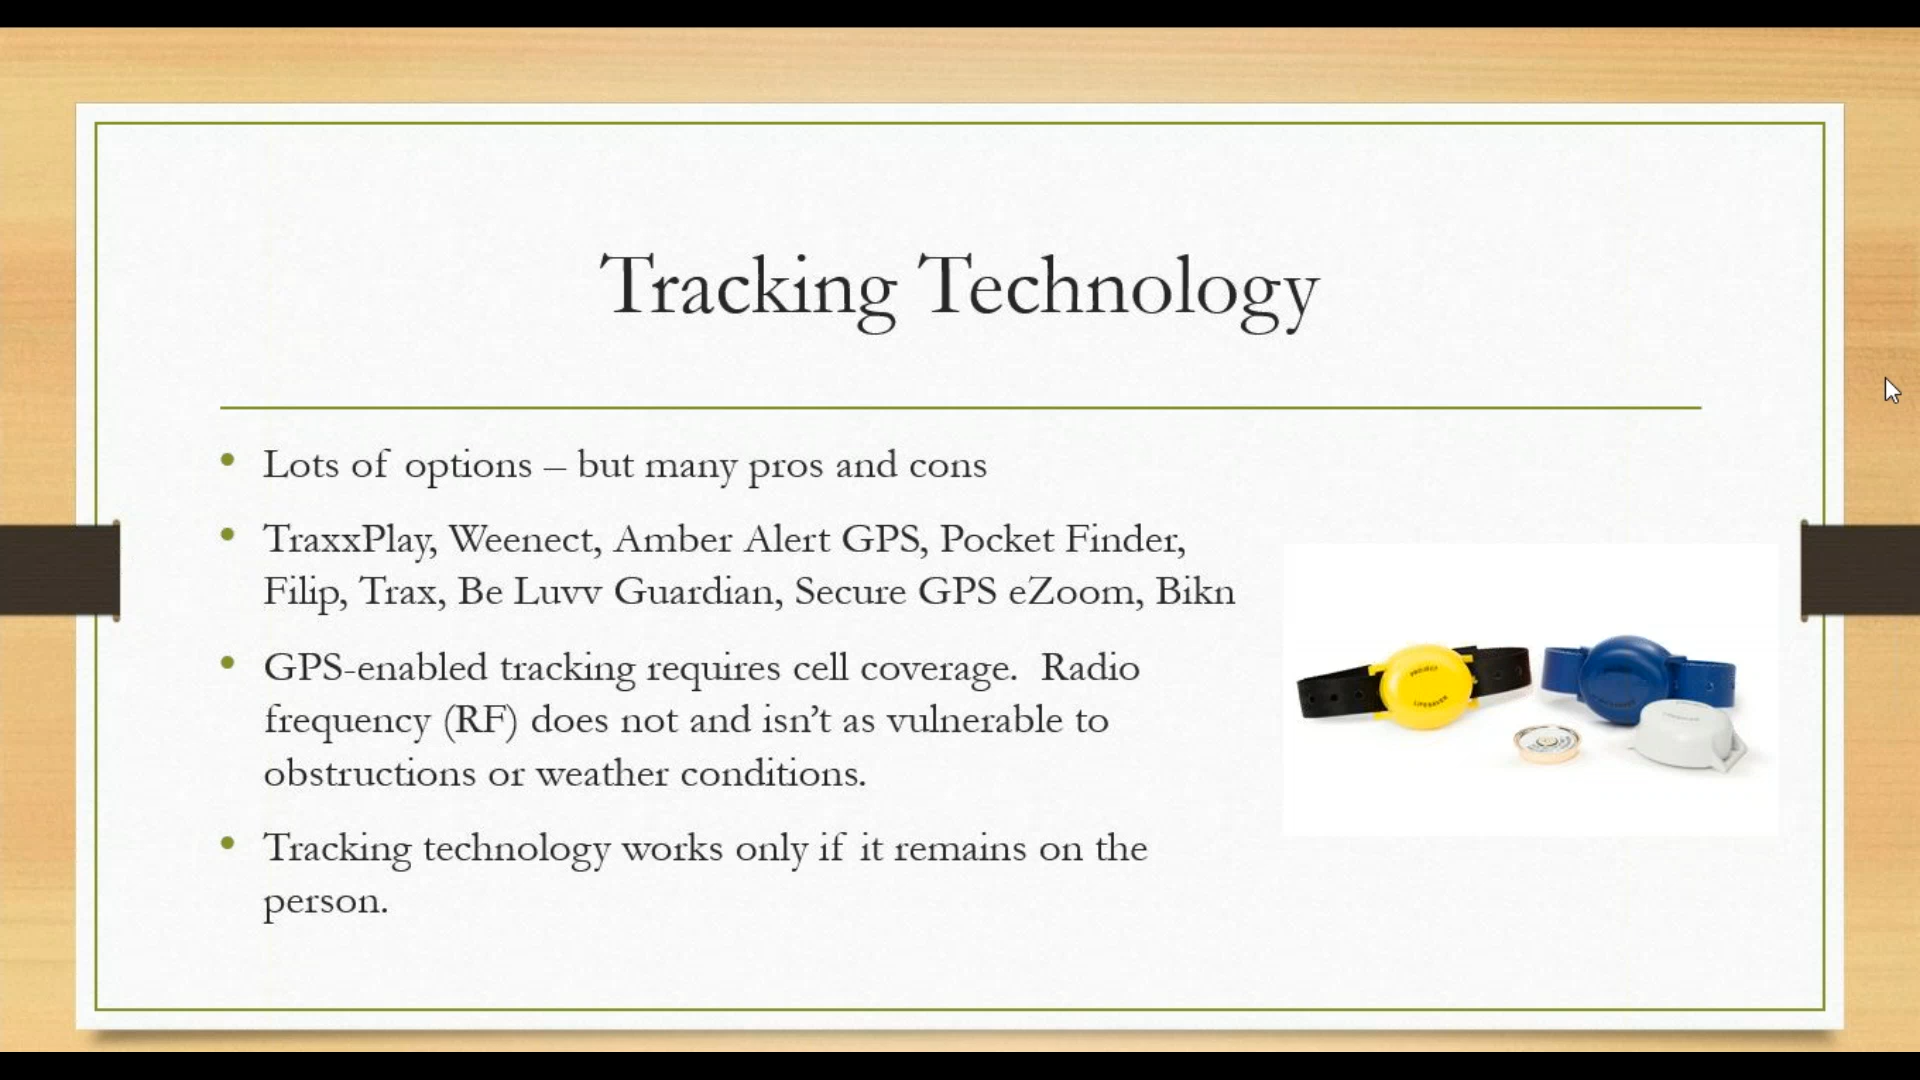 Tracking Technology
• Lots of options – but many pros and cons
• TraxxPlay, Weenect, Amber Alert GPS, Pocket Finder,
Filip, Trax, Be Luvv Guardian, Secure GPS eZoom, Bikn
• GPS-enabled tracking requires cell coverage.  Radio
frequency (RF) does not and isn’t as vulnerable to
obstructions or weather conditions.
• Tracking technology works only if it remains on the
person.
PROJECT
LIFESAVER